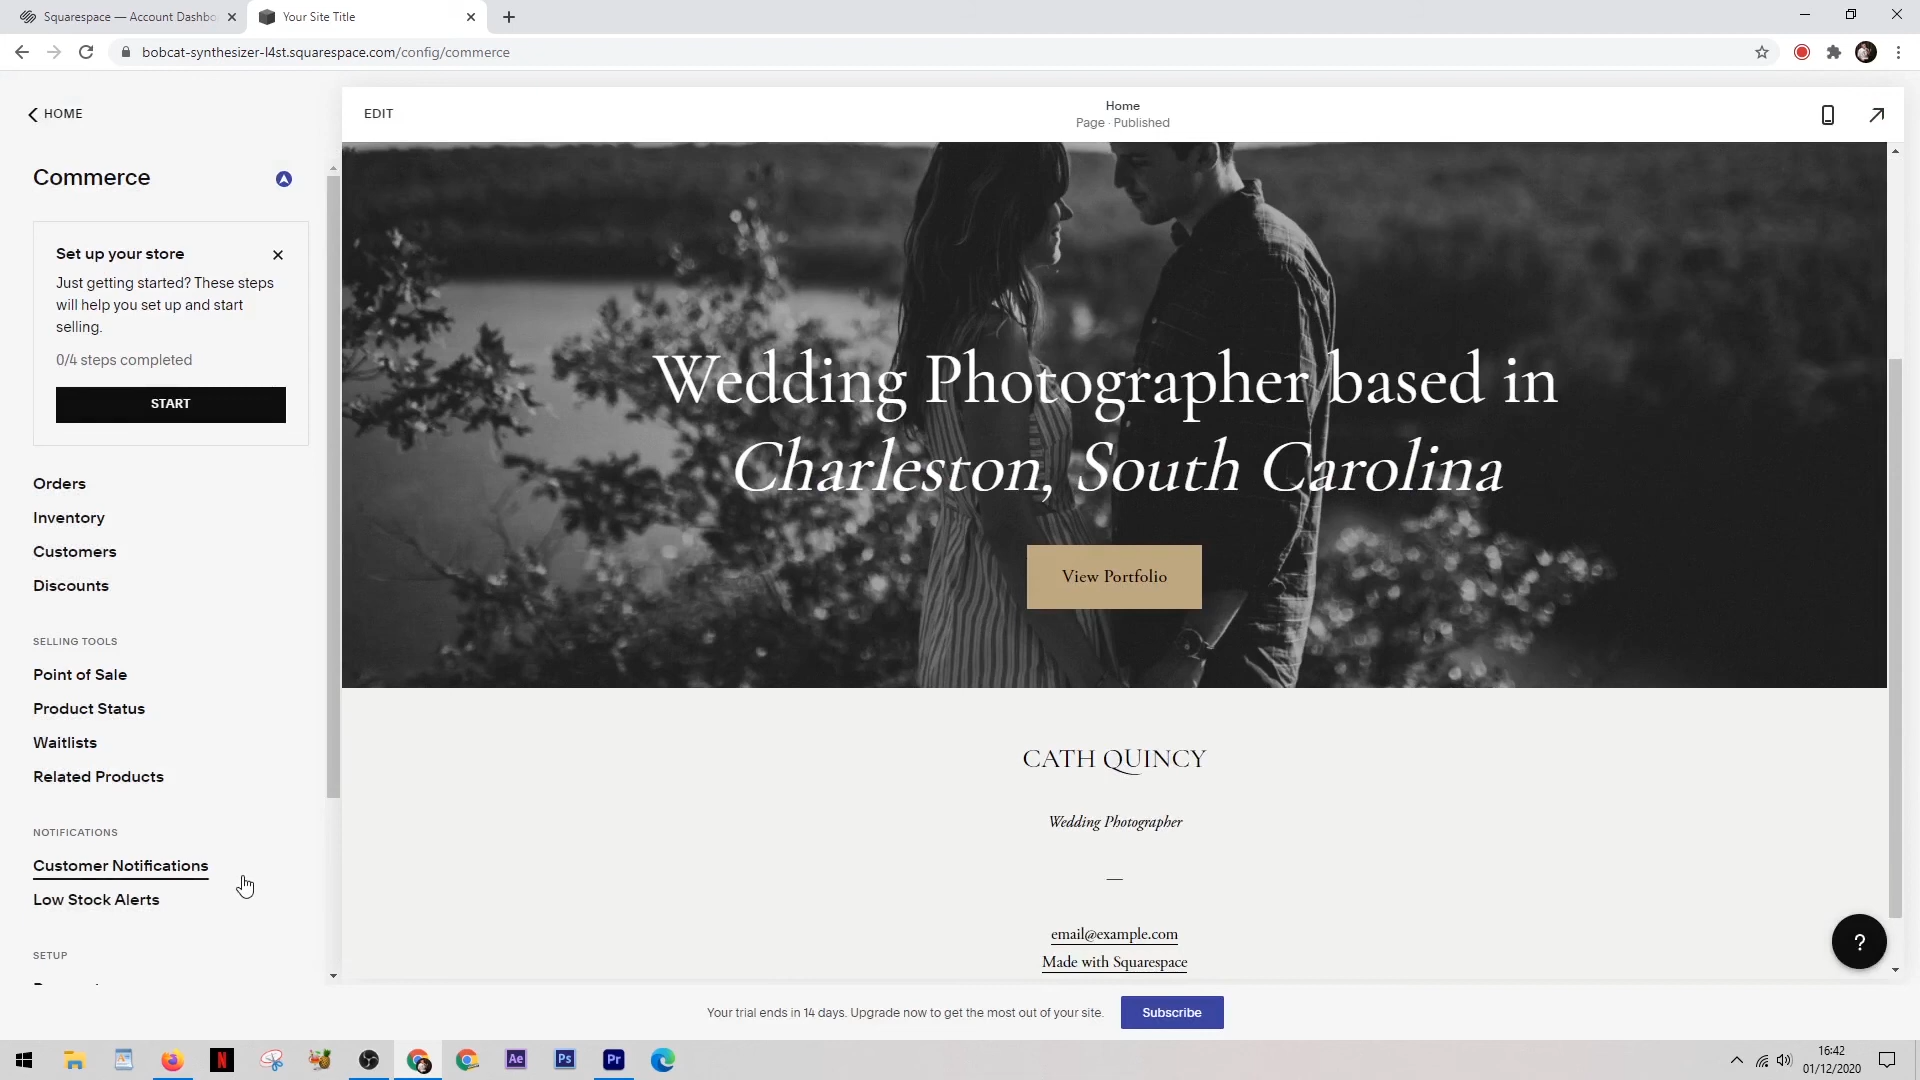 Squarespace — Account Dashbo
Your Site Title
bobcat-synthesizer-l4st.squarespace.com/config/commerce
HOME
EDIT
Home
Page · Published
Commerce
Set up your store
Just getting started? These steps
will help you set up and start
selling.
0/4 steps completed
START
Orders
Inventory
Customers
Discounts
SELLING TOOLS
Point of Sale
Product Status
Waitlists
Related Products
NOTIFICATIONS
Customer Notifications
Low Stock Alerts
SETUP
Wedding Photographer based in
Charleston, South Carolina
View Portfolio
CATH QUINCY
Wedding Photographer
—
email@example.com
Made with Squarespace
?
Your trial ends in 14 days. Upgrade now to get the most out of your site.
Subscribe
N
Ae
Ps
Pr
16:42
01/12/2020